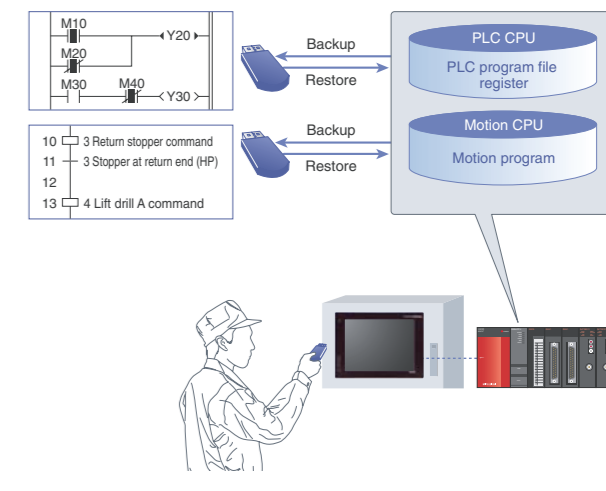 M10
Y20
M20
M30
M40
Y30
Backup
Restore
PLC CPU
PLC program file
register
10 3 Return stopper command
11 3 Stopper at return end (HP)
12
13 4 Lift drill A command
Backup
Restore
Motion CPU
Motion program